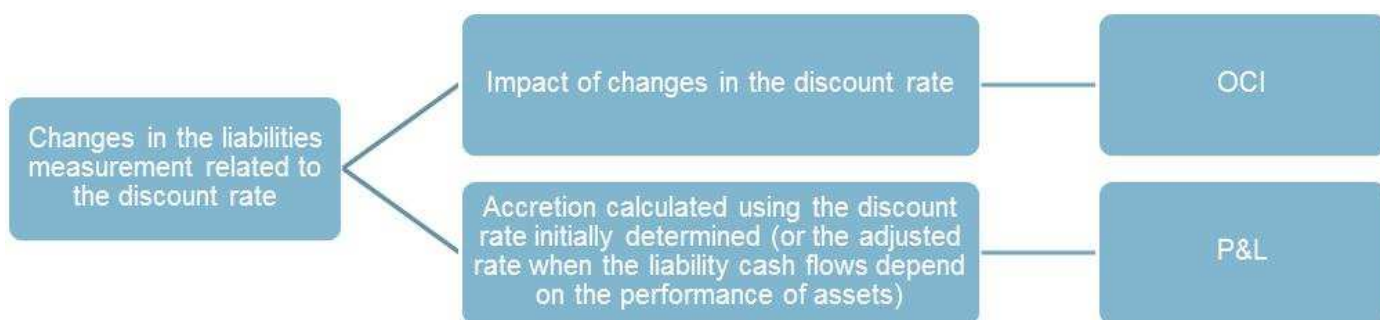 Changes in the liabilities
measurement related to
the discount rate
Impact of changes in the discount rate
OCI
Accretion calculated using the discount
rate initially determined (or the adjusted
rate when the liability cash flows depend
on the performance of assets)
P&L